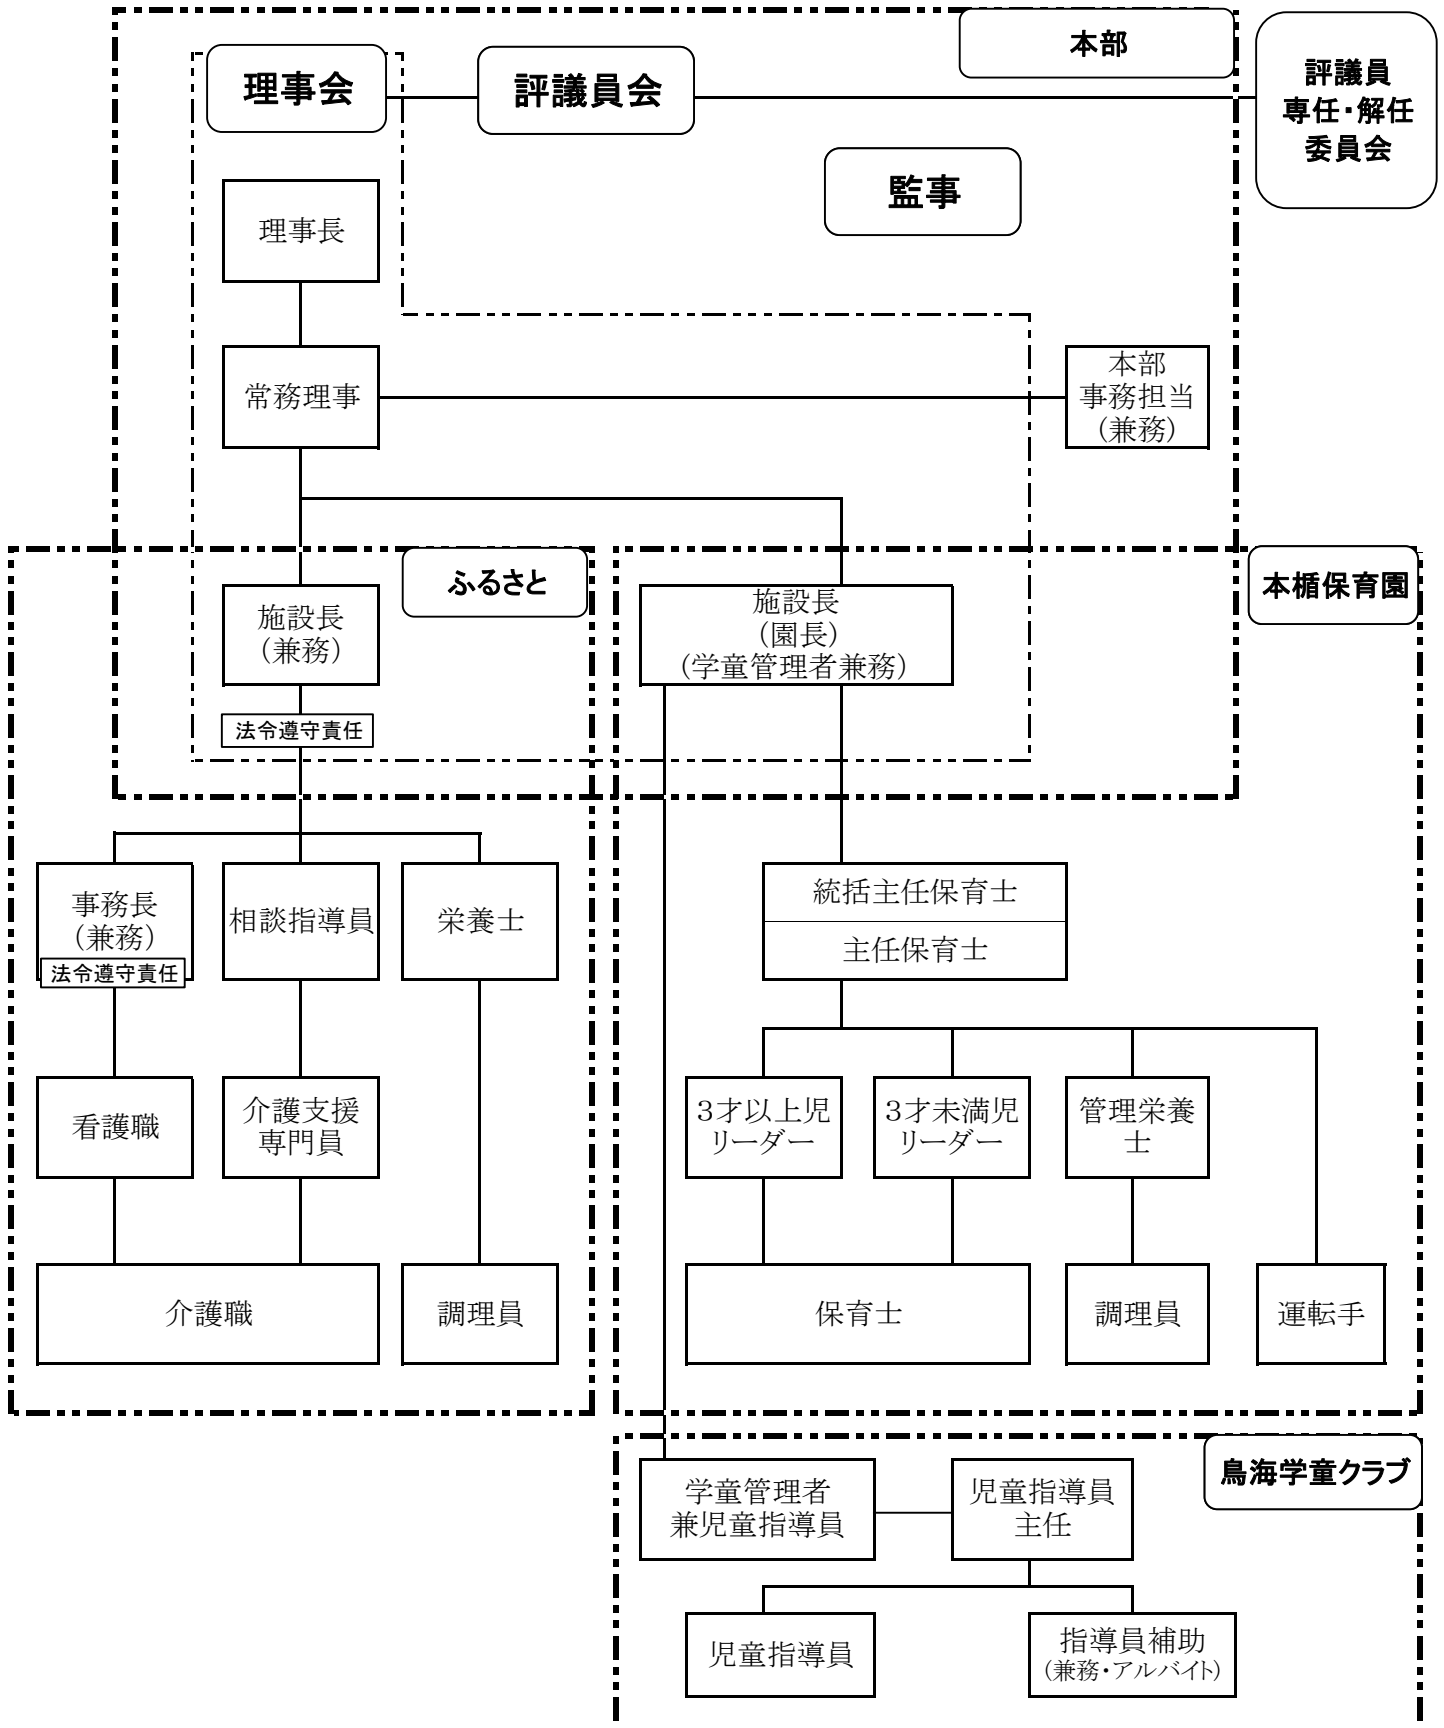 本部
理事会
評議員会
評議員
専任・解任
委員会
監事
理事長
常務理事
本部
事務担当
（兼務）
ふるさと
本楯保育園
施設長
（兼務）
法令遵守責任
施設長
（園長）
（学童管理者兼務）
事務長
（兼務）
法令遵守責任
相談指導員
栄養士
統括主任保育士
主任保育士
看護職
介護支援
専門員
３才以上児
リーダー
３才未満児
リーダー
管理栄養
士
介護職
調理員
保育士
調理員
運転手
鳥海学童クラブ
学童管理者
兼児童指導員
児童指導員
主任
児童指導員
指導員補助
（兼務・アルバイト）